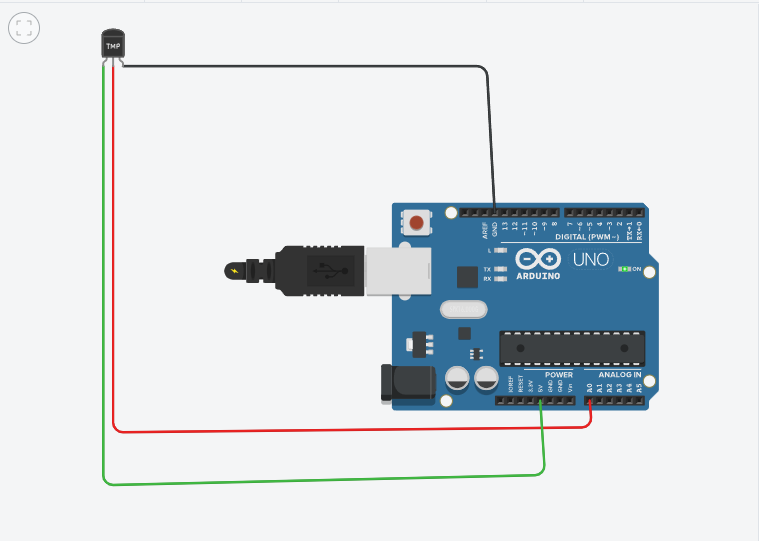 TMP
AREF
GND
13
12
~11
~10
~9
8
7
~6
~5
4
~3
2
TX→1
RX←0
DIGITAL (PWM~)
L
TX
RX
ARDUINO
UNO
ON
POWER
ANALOG IN
IOREF
RESET
3.3V
5V
GND
GND
Vin
A0
A1
A2
A3
A4
A5